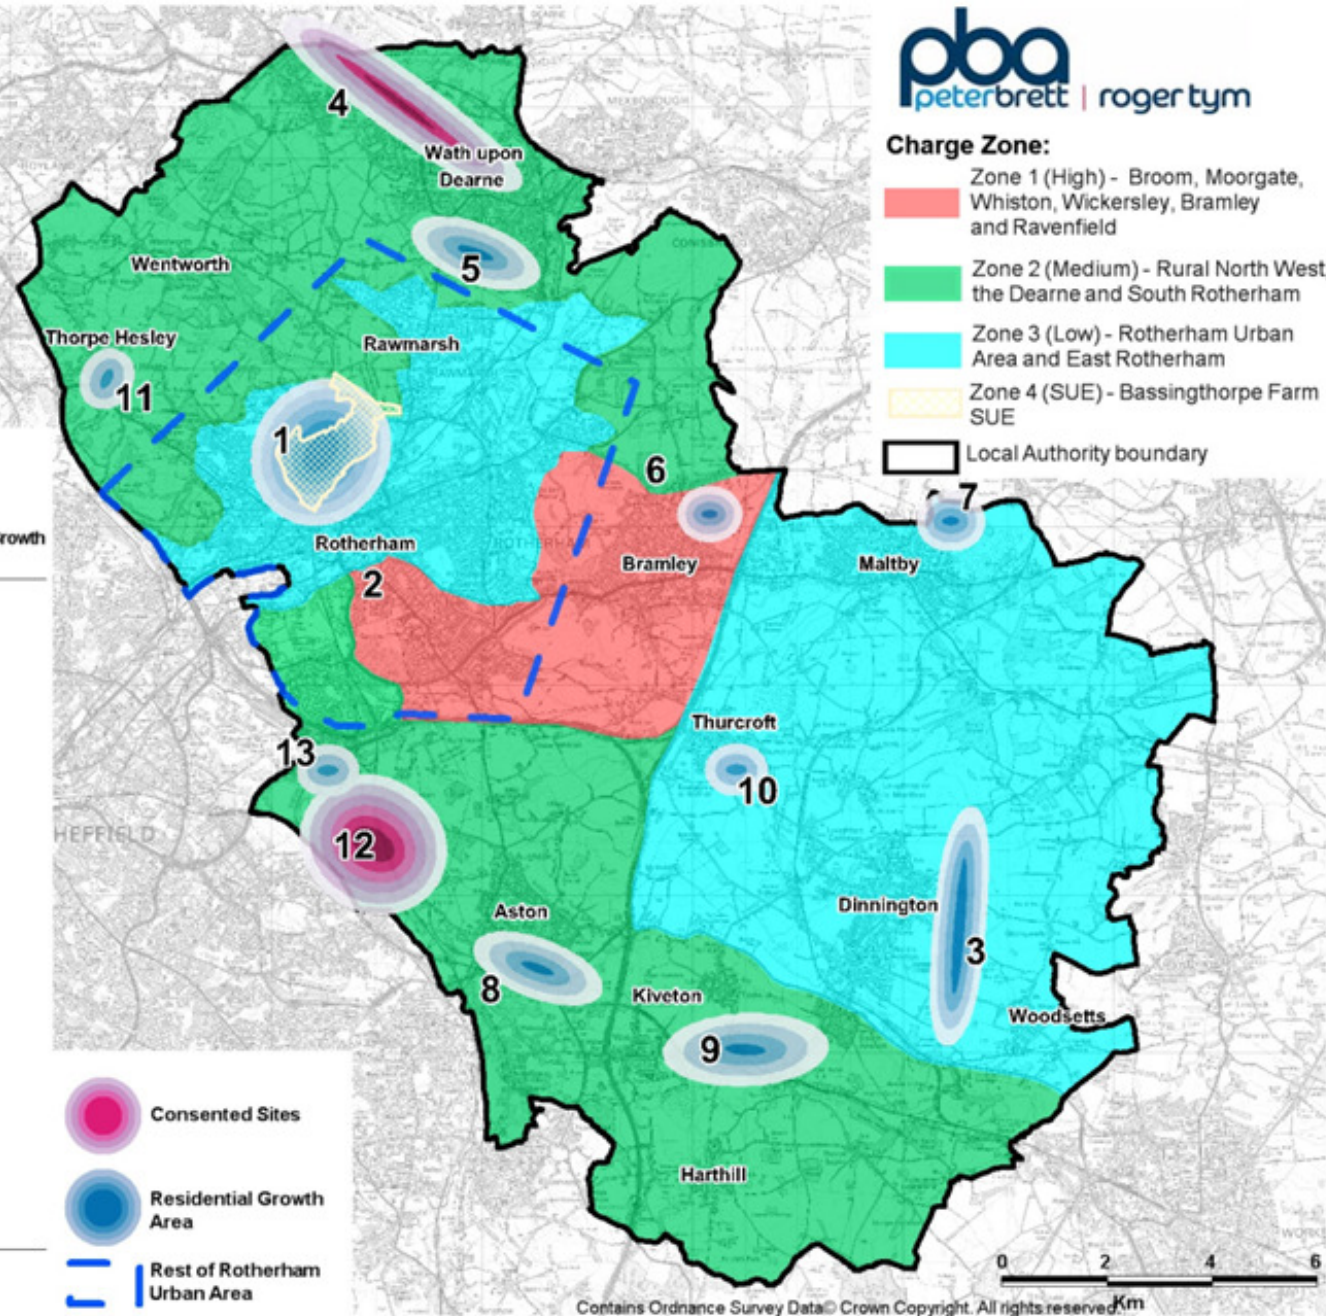 pba
peterbrett | roger tym
Charge Zone:
Zone 1 (High) - Broom, Moorgate,
Whiston, Wickersley, Bramley
and Ravenfield
Zone 2 (Medium) - Rural North West
the Dearne and South Rotherham
Zone 3 (Low) - Rotherham Urban
Area and East Rotherham
Zone 4 (SUE) - Bassingthorpe Farm
SUE
Local Authority boundary
4
MEXBOROUGH
Wath upon
Dearne
5
Wentworth
Thorpe Hesley
11
Rawmarsh
1
6
7
rowth
Rotherham
2
Bramley
Maltby
Thurcroft
10
13
12
HEFFIELD
Aston
8
Dinnington
3
Kiveton
Woodsetts
9
Harthill
Consented Sites
Residential Growth
Area
Rest of Rotherham
Urban Area
0 2 4 6
Km
Contains Ordnance Survey Data© Crown Copyright. All rights reserved.